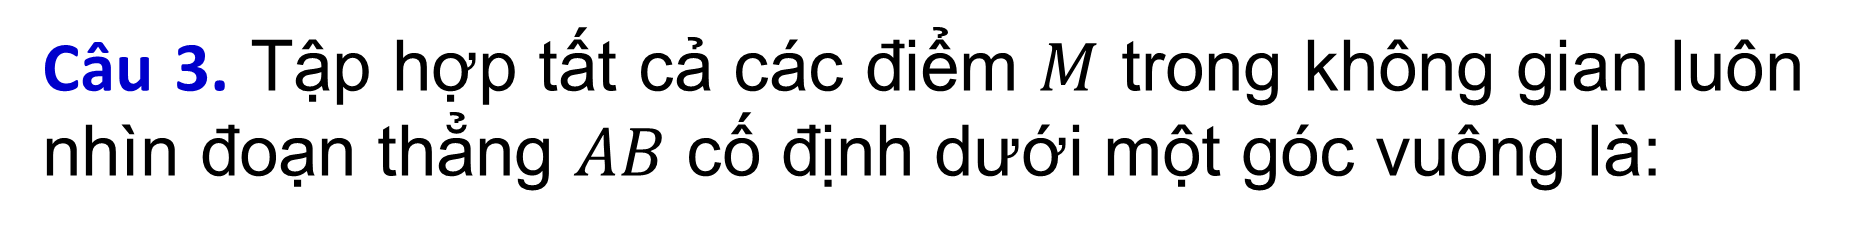 Câu 3. Tập hợp tất cả các điểm M trong không gian luôn
nhìn đoạn thẳng AB cố định dưới một góc vuông là: